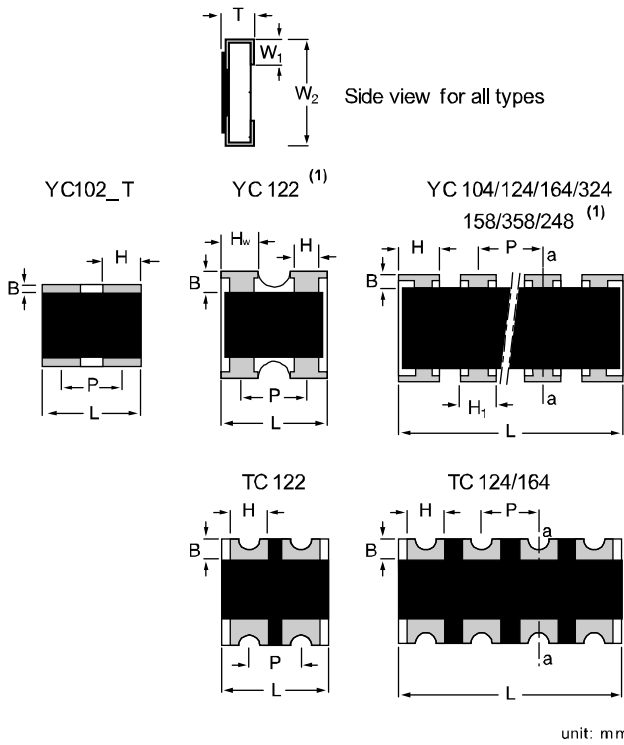 T
W1
W2
Side view for all types
YC102_T
YC 122 (1)
YC 104/124/164/324
158/358/248 (1)
H
B
P
L
Hw
H
B
P
L
H
P
a
B
H1
a
L
TC 122
TC 124/164
H
B
P
L
H
P
a
B
a
L
unit: mm